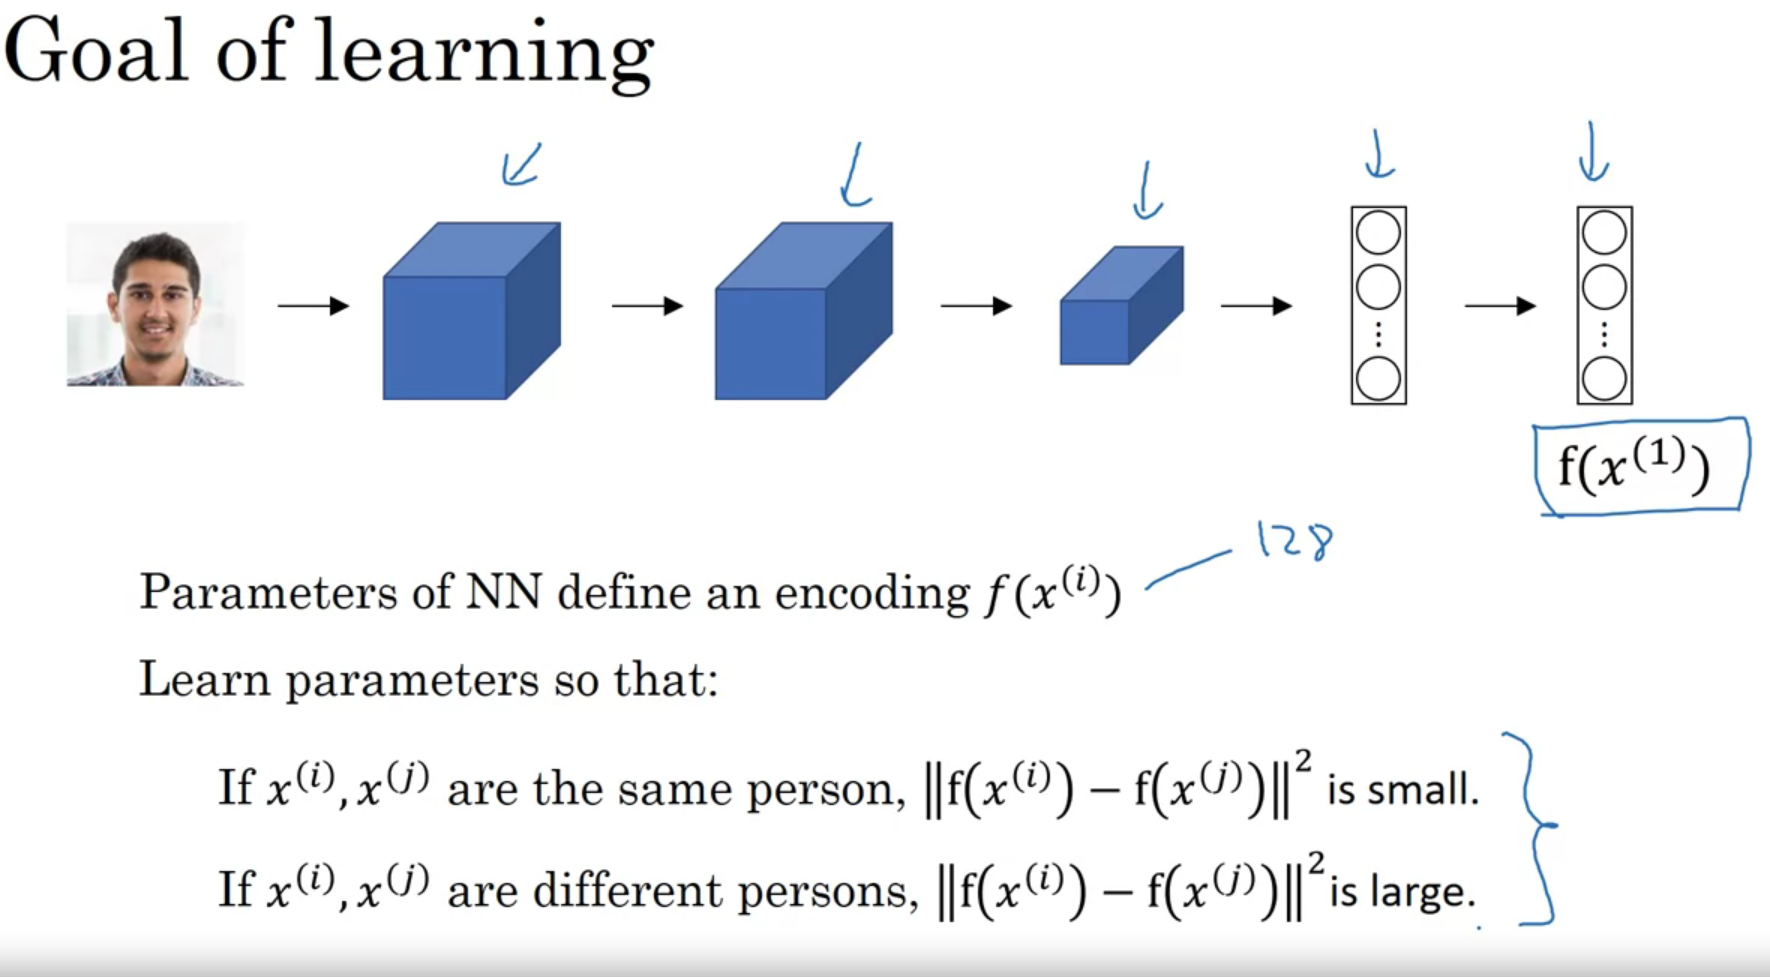 Goal of learning
f(x⁽¹⁾)
128
Parameters of NN define an encoding f(x⁽ⁱ⁾)
Learn parameters so that:
If x⁽ⁱ⁾, x⁽ʲ⁾ are the same person, ‖f(x⁽ⁱ⁾) − f(x⁽ʲ⁾)‖² is small.
If x⁽ⁱ⁾, x⁽ʲ⁾ are different persons, ‖f(x⁽ⁱ⁾) − f(x⁽ʲ⁾)‖² is large.